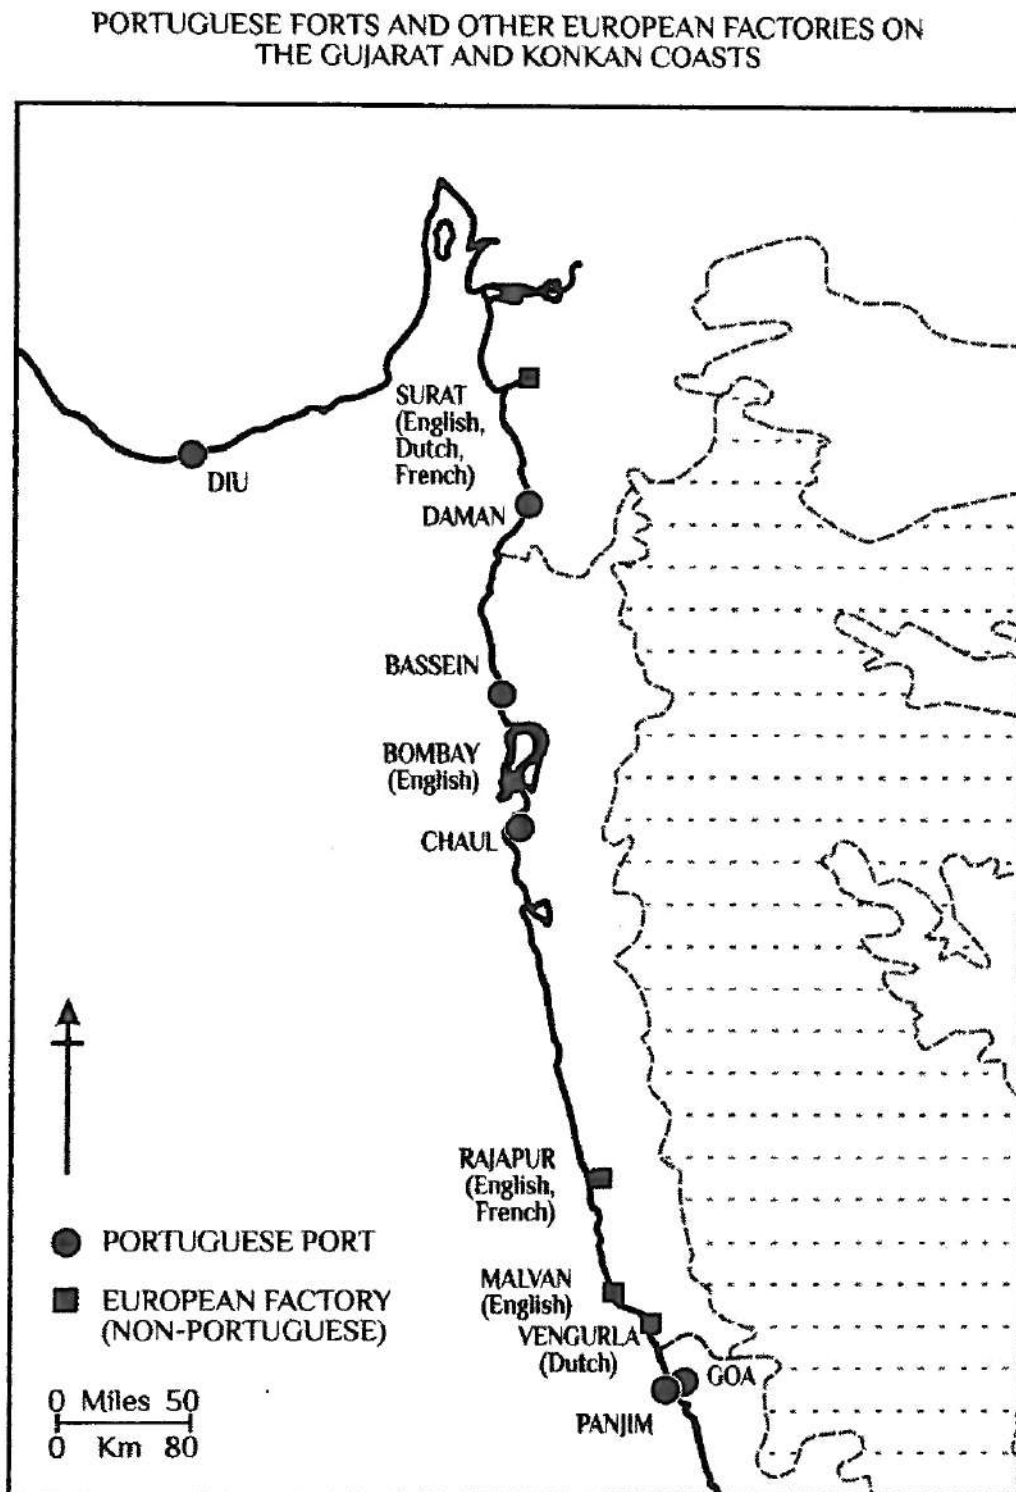 PORTUGUESE FORTS AND OTHER EUROPEAN FACTORIES ON
THE GUJARAT AND KONKAN COASTS
SURAT
(English,
Dutch,
French)
DIU
DAMAN
BASSEIN
BOMBAY
(English)
CHAUL
RAJAPUR
(English,
French)
MALVAN
(English)
VENGURLA
(Dutch)
GOA
PANJIM
PORTUGUESE PORT
EUROPEAN FACTORY
(NON-PORTUGUESE)
0 Miles 50
0 Km 80